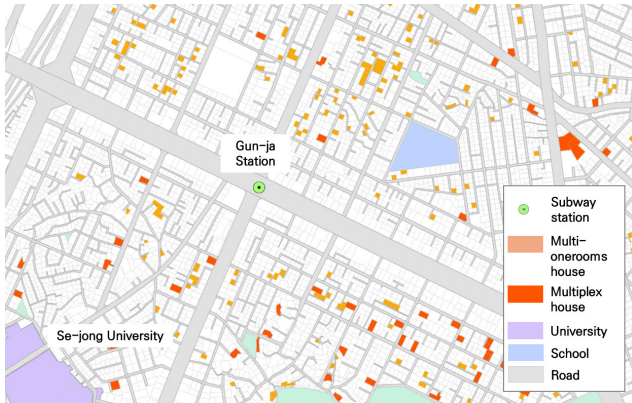 Gun-ja
Station
Se-jong University
Subway
station
Multi-
onerooms
house
Multiplex
house
University
School
Road